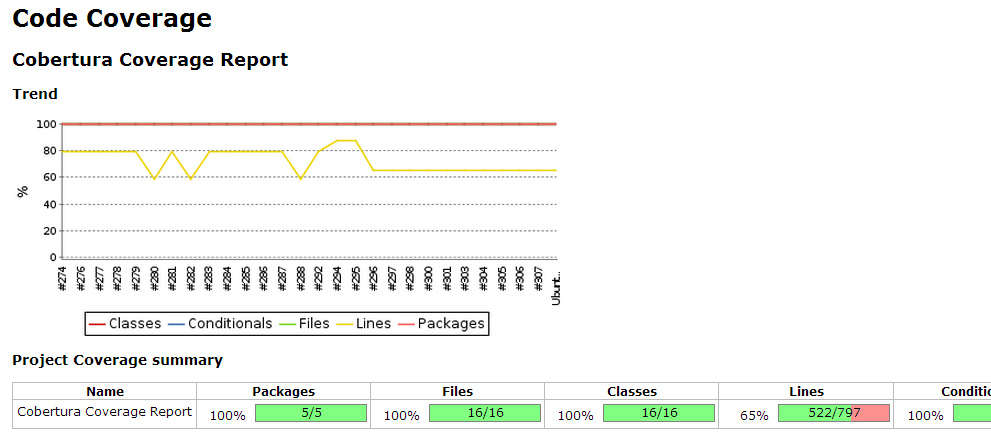 Code Coverage
Cobertura Coverage Report
Trend
%
100
80
60
40
20
0
#274 #276 #277 #278 #279 #280 #281 #282 #283 #284 #285 #286 #287 #288 #292 #294 #295 #296 #297 #298 #300 #301 #303 #304 #305 #306 #307 Ubunt...
Classes Conditionals Files Lines Packages
Project Coverage summary
Name Packages Files Classes Lines Conditio
Cobertura Coverage Report 100% 5/5 100% 16/16 100% 16/16 65% 522/797 100%